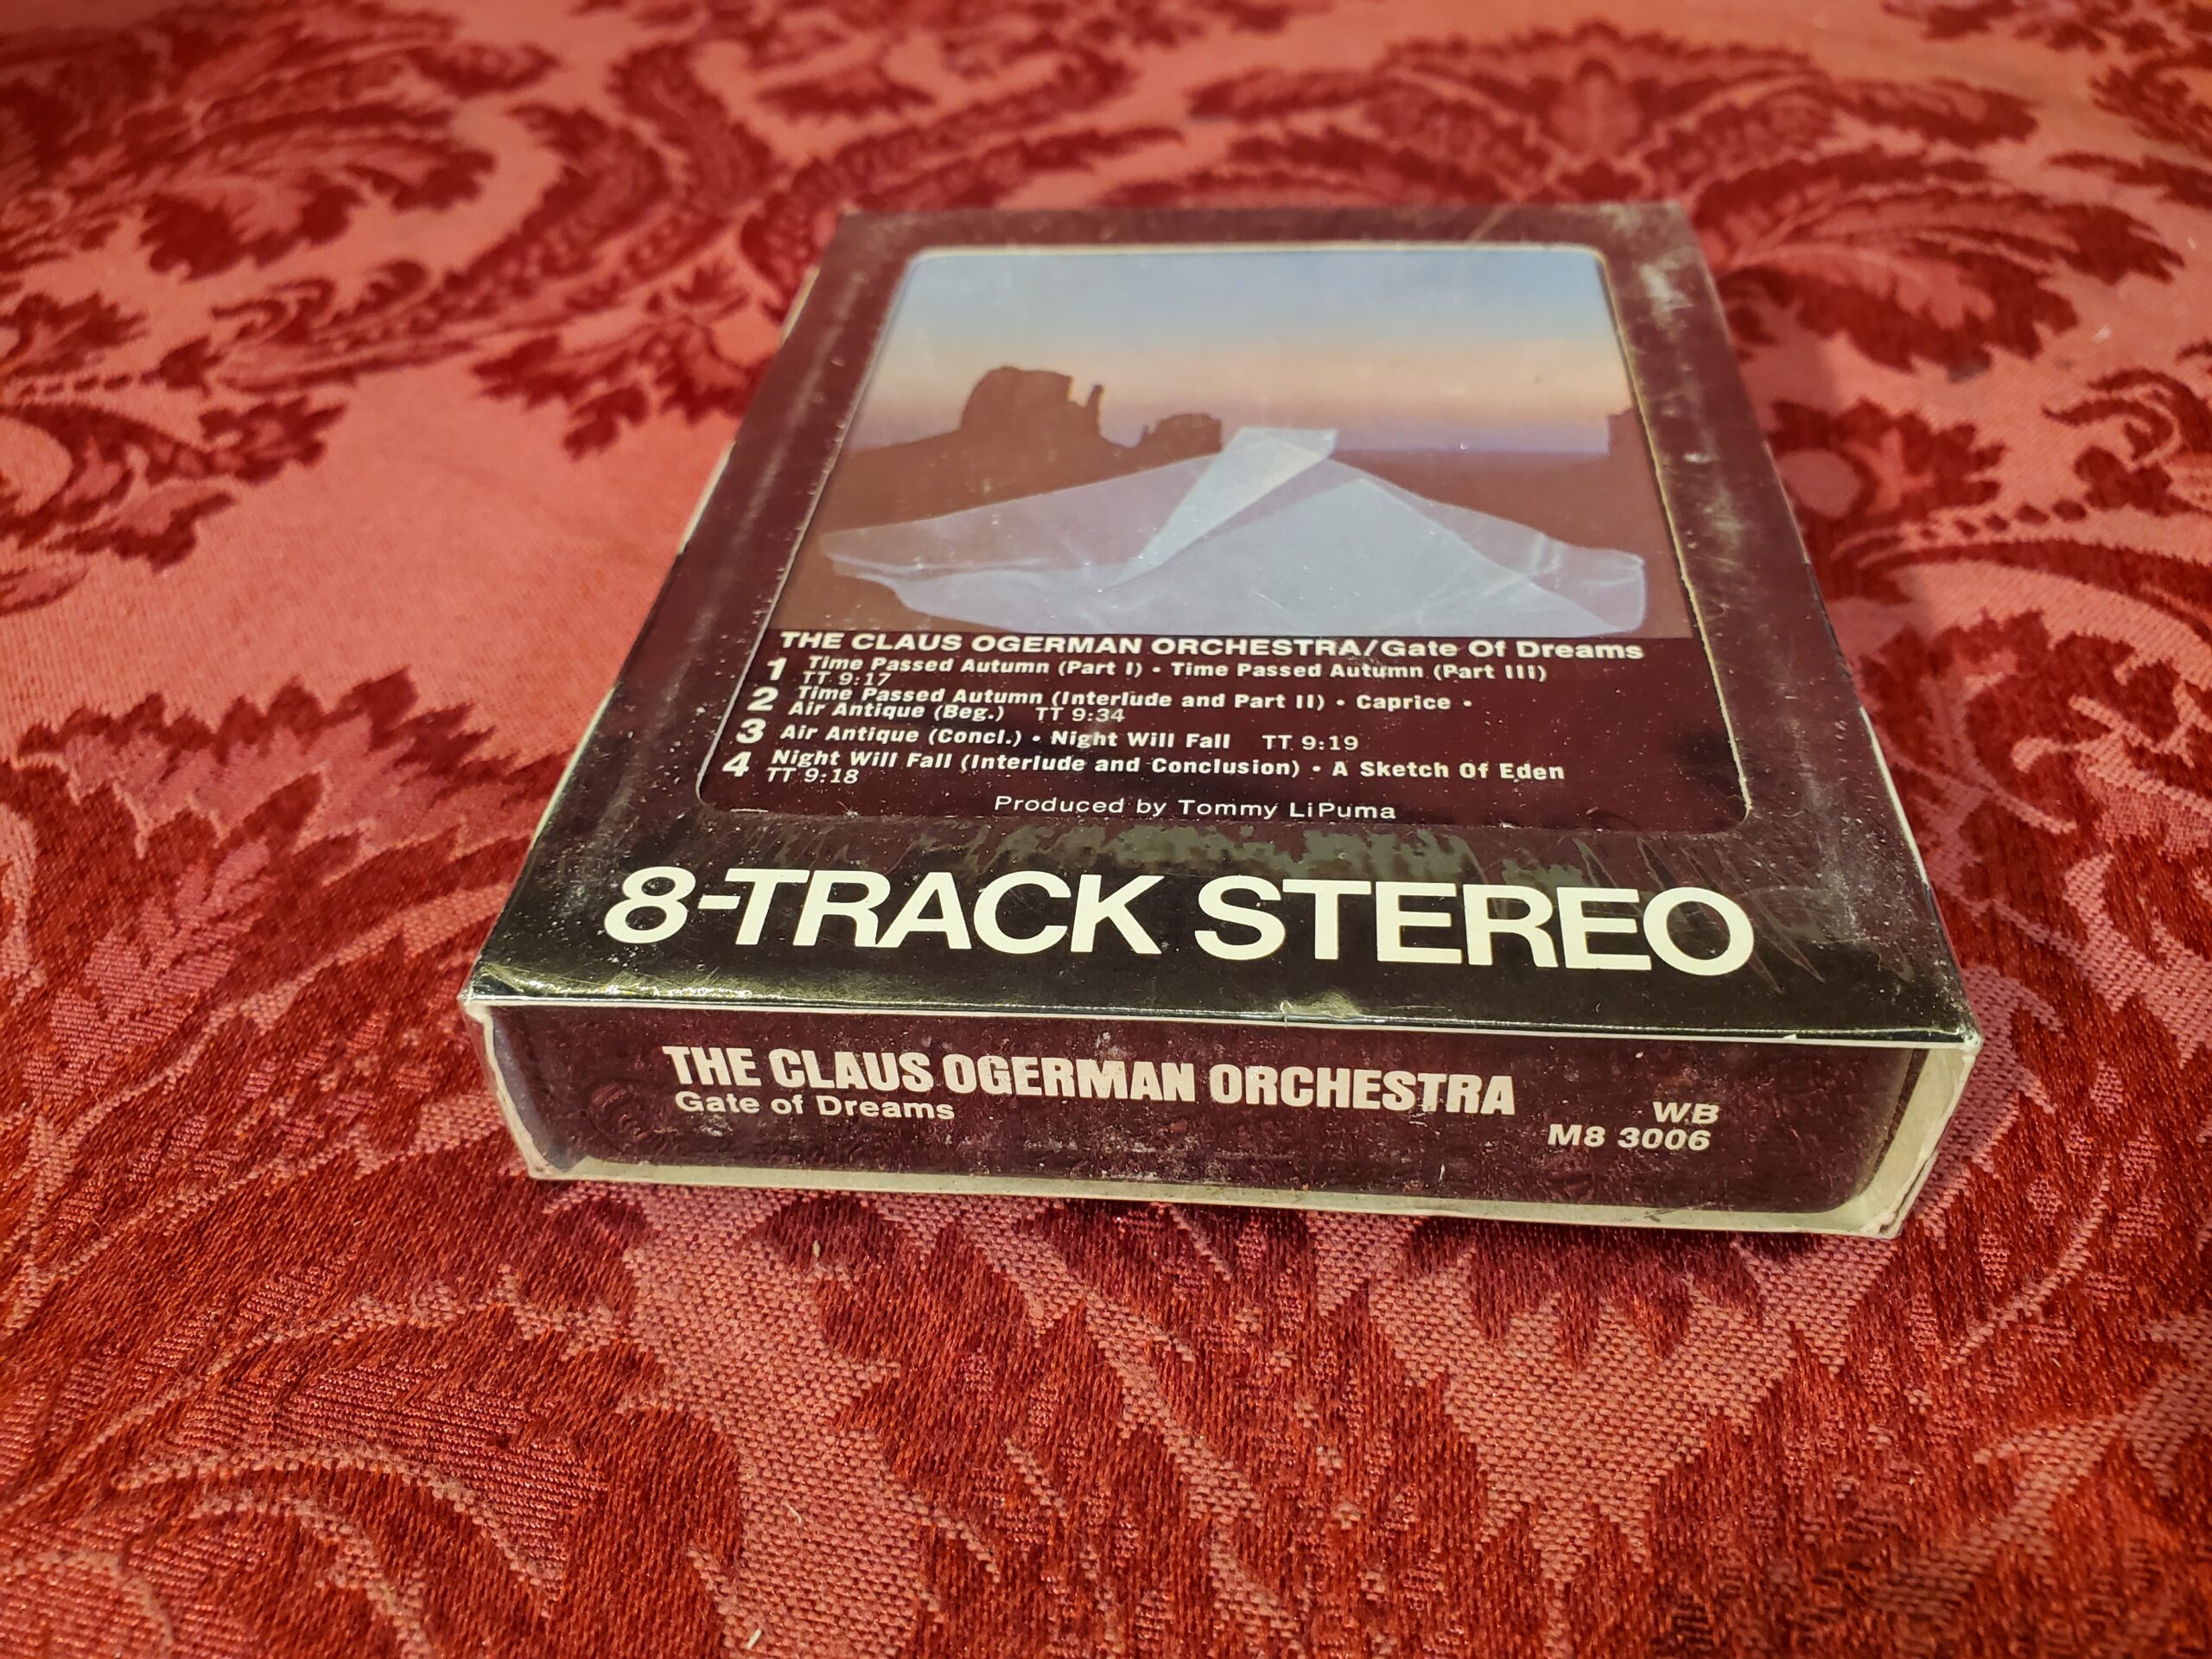 THE CLAUS OGERMAN ORCHESTRA/Gate Of Dreams
1 Time Passed Autumn (Part I) • Time Passed Autumn (Part III)
TT 9:17
2 Time Passed Autumn (Interlude and Part II) • Caprice •
Air Antique (Beg.) TT 9:34
3 Air Antique (Concl.) • Night Will Fall TT 9:19
4 Night Will Fall (Interlude and Conclusion) • A Sketch Of Eden
TT 9:18
Produced by Tommy LiPuma
8-TRACK STEREO
THE CLAUS OGERMAN ORCHESTRA
Gate of Dreams
WB
M8 3006